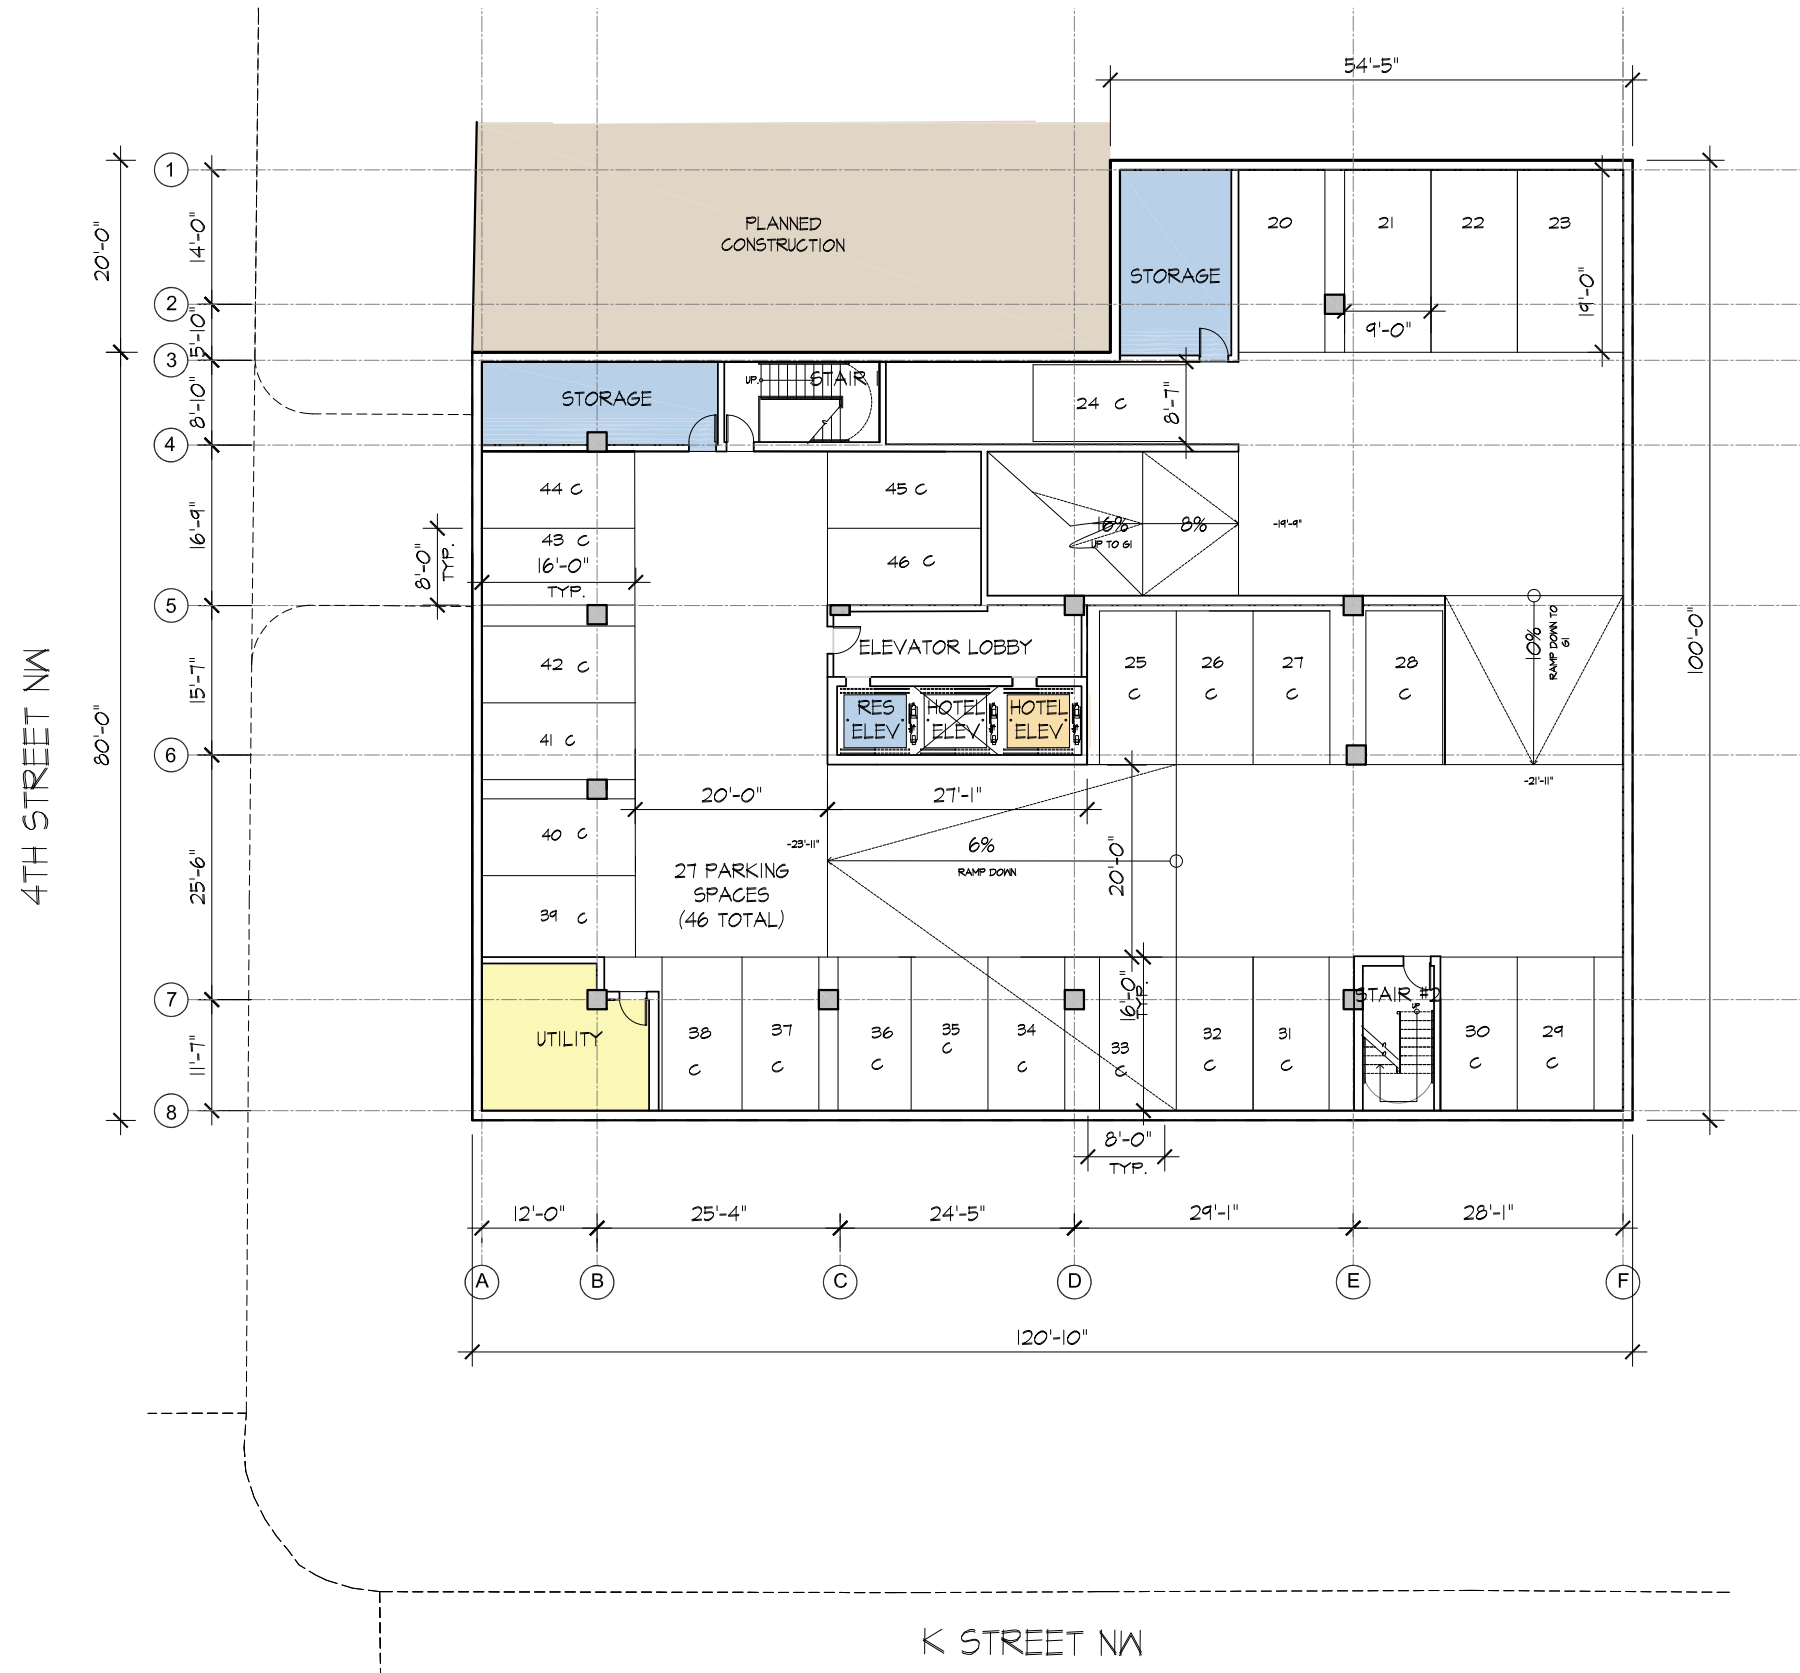 54'-5"
1
14'-0"
20'-0"
2
5'-10"
3
8'-10"
4
16'-9"
5
15'-7"
6
25'-6"
7
11'-7"
8
80'-0"
100'-0"
4TH STREET NW
PLANNED
CONSTRUCTION
STORAGE
20
21
22
23
19'-0"
9'-0"
STORAGE
UP.
STAIR 1
24 C
8'-7"
44 C
43 C
16'-0"
TYP.
8'-0"
TYP.
45 C
46 C
16%
UP TO G1
8%
-19'-9"
10%
RAMP DOWN TO
G1
-21'-11"
ELEVATOR LOBBY
RES
ELEV
HOTEL
ELEV
HOTEL
ELEV
25
C
26
C
27
C
28
C
42 C
41 C
40 C
39 C
20'-0"
27'-1"
-23'-11"
6%
RAMP DOWN
20'-0"
27 PARKING
SPACES
(46 TOTAL)
UTILITY
38
C
37
C
36
C
35
C
34
C
33
C
16'-0"
TYP.
32
C
31
C
STAIR #2
UP
30
C
29
C
8'-0"
TYP.
12'-0"
25'-4"
24'-5"
29'-1"
28'-1"
A
B
C
D
E
F
120'-10"
K STREET NW